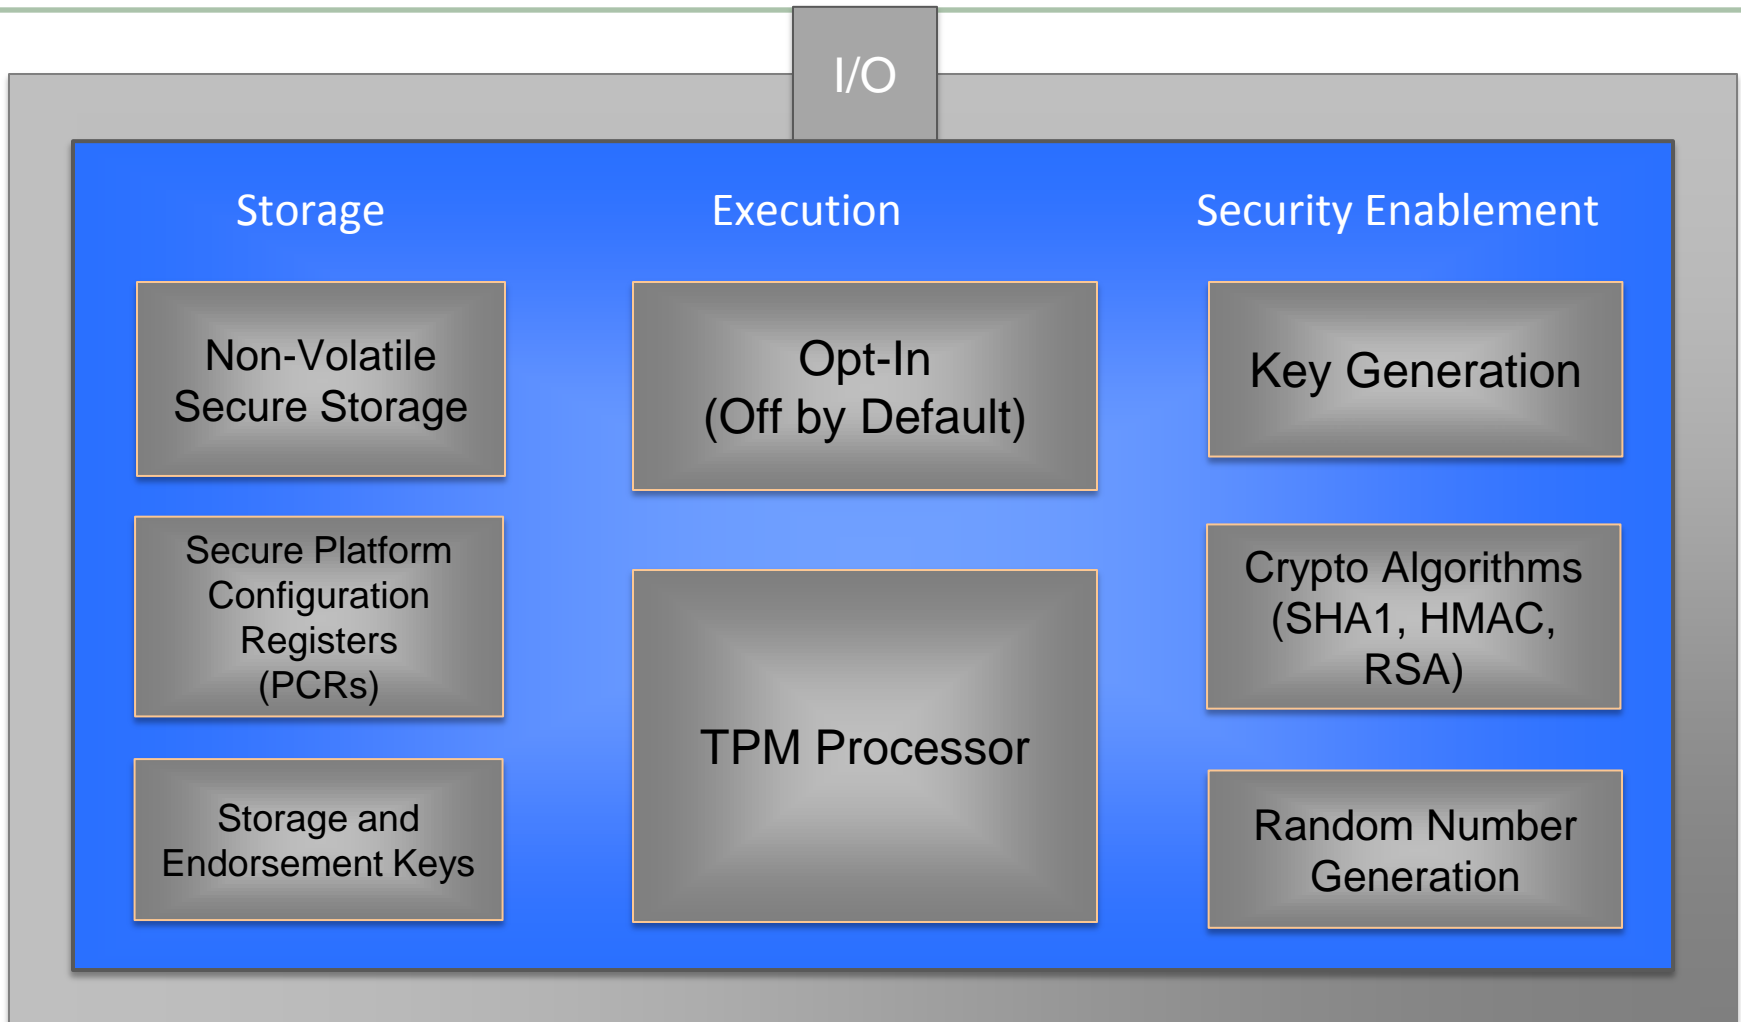 I/O
Storage
Non-Volatile
Secure Storage
Secure Platform
Configuration
Registers
(PCRs)
Storage and
Endorsement Keys
Execution
Opt-In
(Off by Default)
TPM Processor
Security Enablement
Key Generation
Crypto Algorithms
(SHA1, HMAC,
RSA)
Random Number
Generation